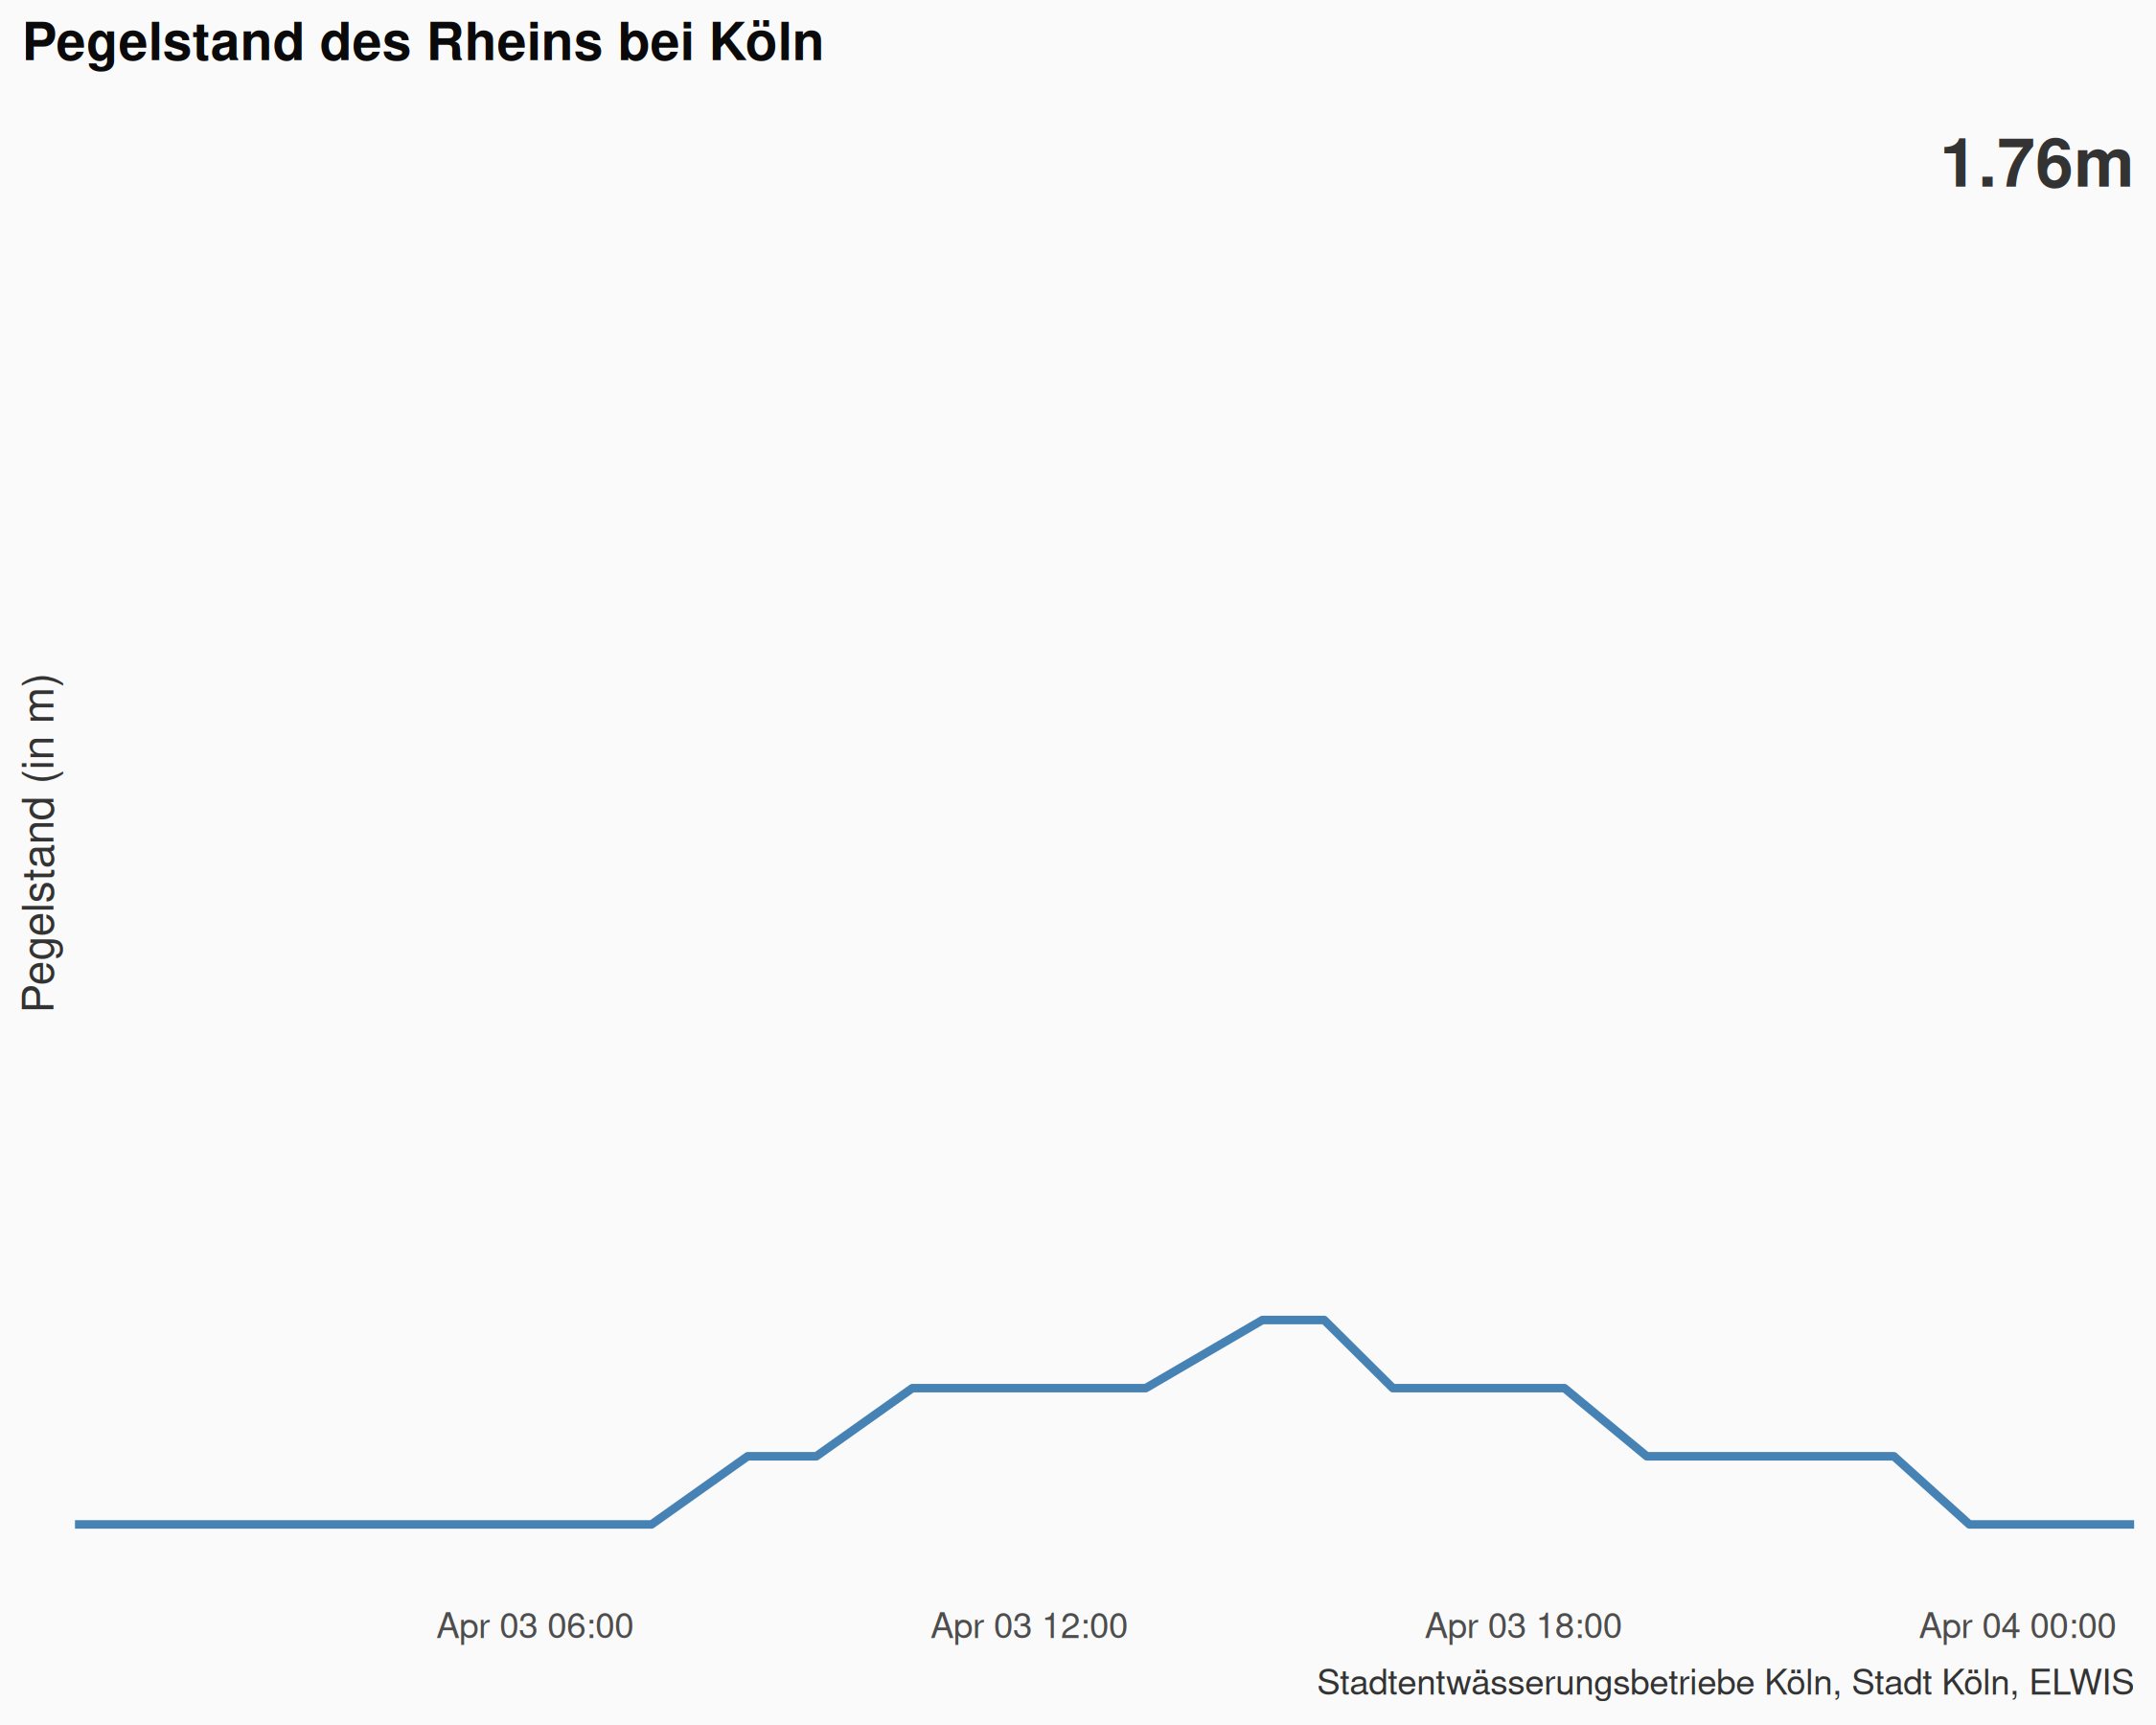 Pegelstand des Rheins bei Köln
1.76m
Pegelstand (in m)
Apr 03 06:00
Apr 03 12:00
Apr 03 18:00
Apr 04 00:00
Stadtentwässerungsbetriebe Köln, Stadt Köln, ELWIS